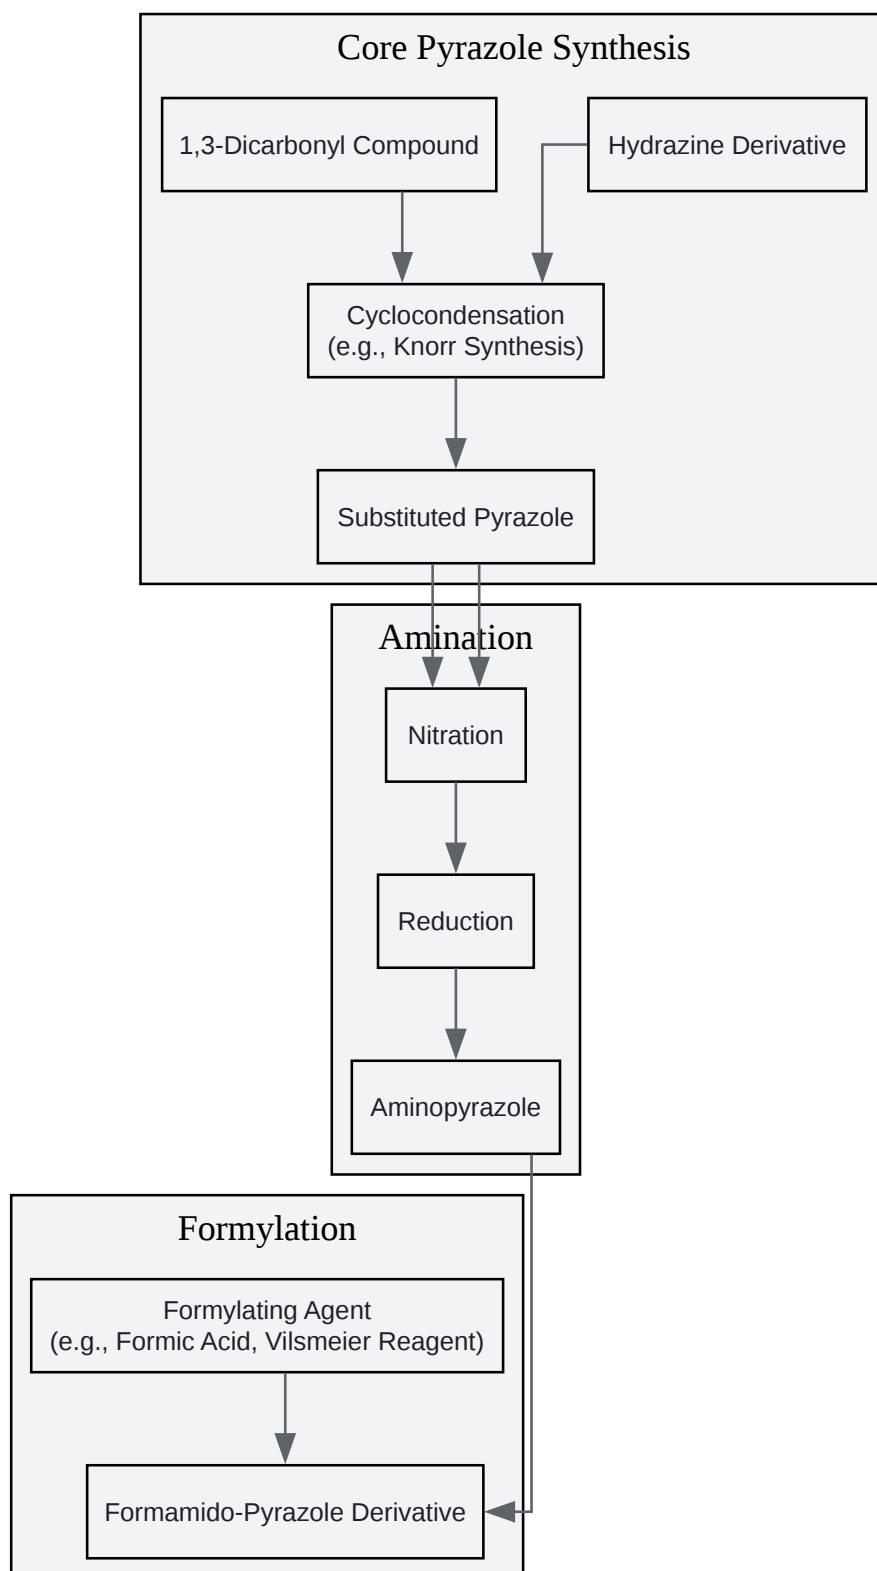 Core Pyrazole Synthesis
1,3-Dicarbonyl Compound
Hydrazine Derivative
Cyclocondensation
(e.g., Knorr Synthesis)
Substituted Pyrazole
Amination
Nitration
Reduction
Aminopyrazole
Formylation
Formylating Agent
(e.g., Formic Acid, Vilsmeier Reagent)
Formamido-Pyrazole Derivative